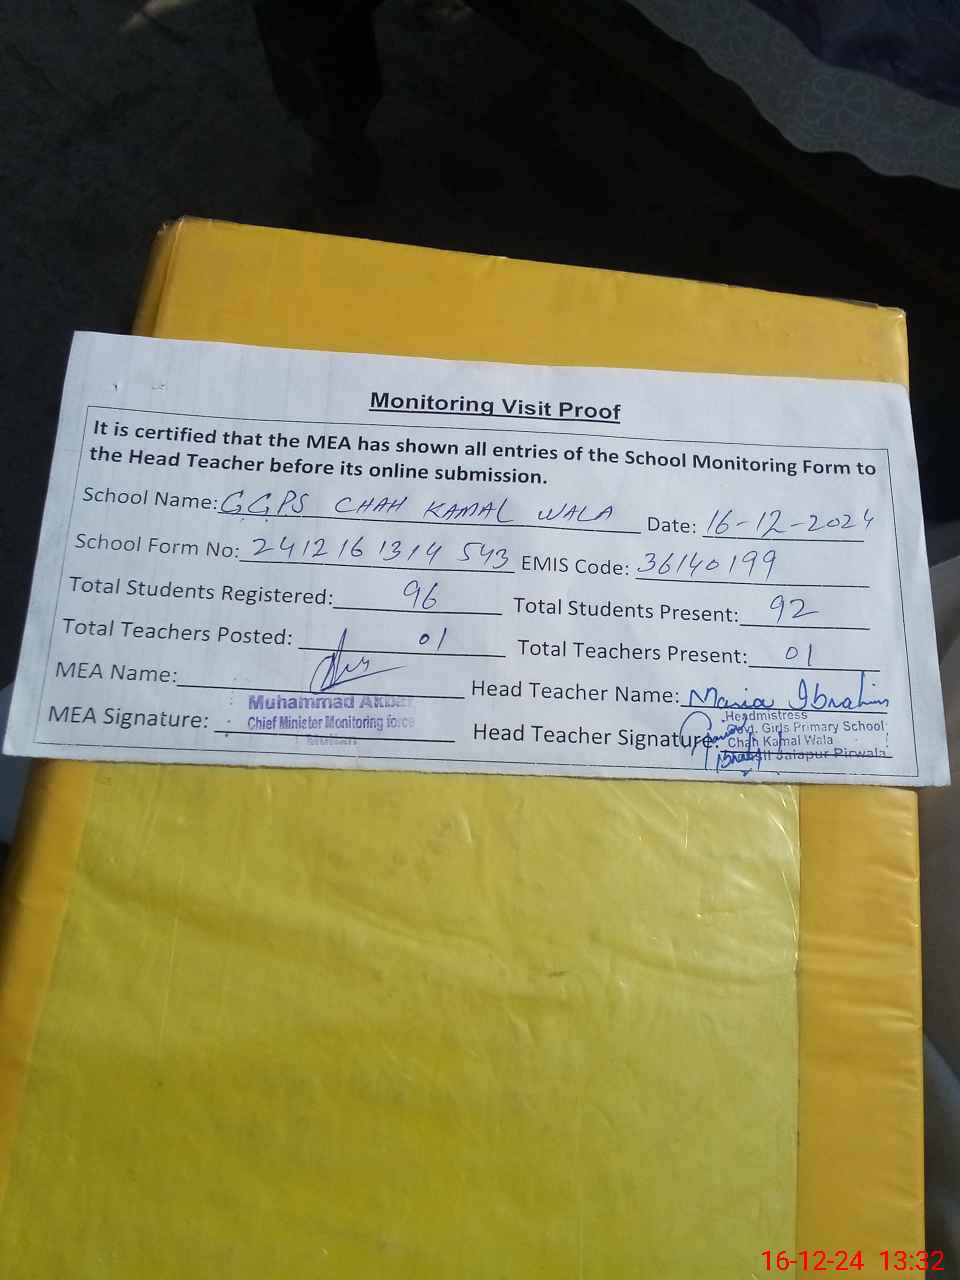 Monitoring Visit Proof
It is certified that the MEA has shown all entries of the School Monitoring Form to
the Head Teacher before its online submission.
School Name: GGPS CHAH KAMAL WALA Date: 16-12-2024
School Form No: 241216 1314 543 EMIS Code: 36140199
Total Students Registered: 96 Total Students Present: 92
Total Teachers Posted: 01 Total Teachers Present: 01
MEA Name: Head Teacher Name: Maria Ibrahim
Muhammad Akbar
MEA Signature: Chief Minister Monitoring force
Multan
Head Teacher Signature:
Headmistress
Govt. Girls Primary School
Chah Kamal Wala
Jalapur Pirwala
16-12-24 13:32